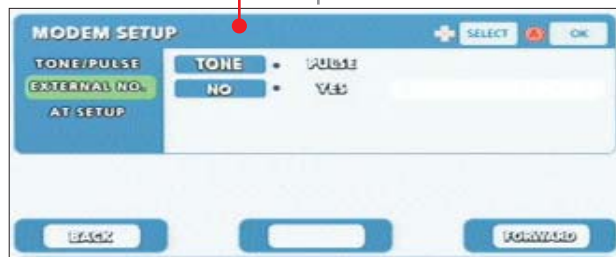 MODEM SETUP SELECT A OK
TONE/PULSE TONE • PULSE
EXTERNAL NO. NO • YES
AT SETUP
BACK FORWARD